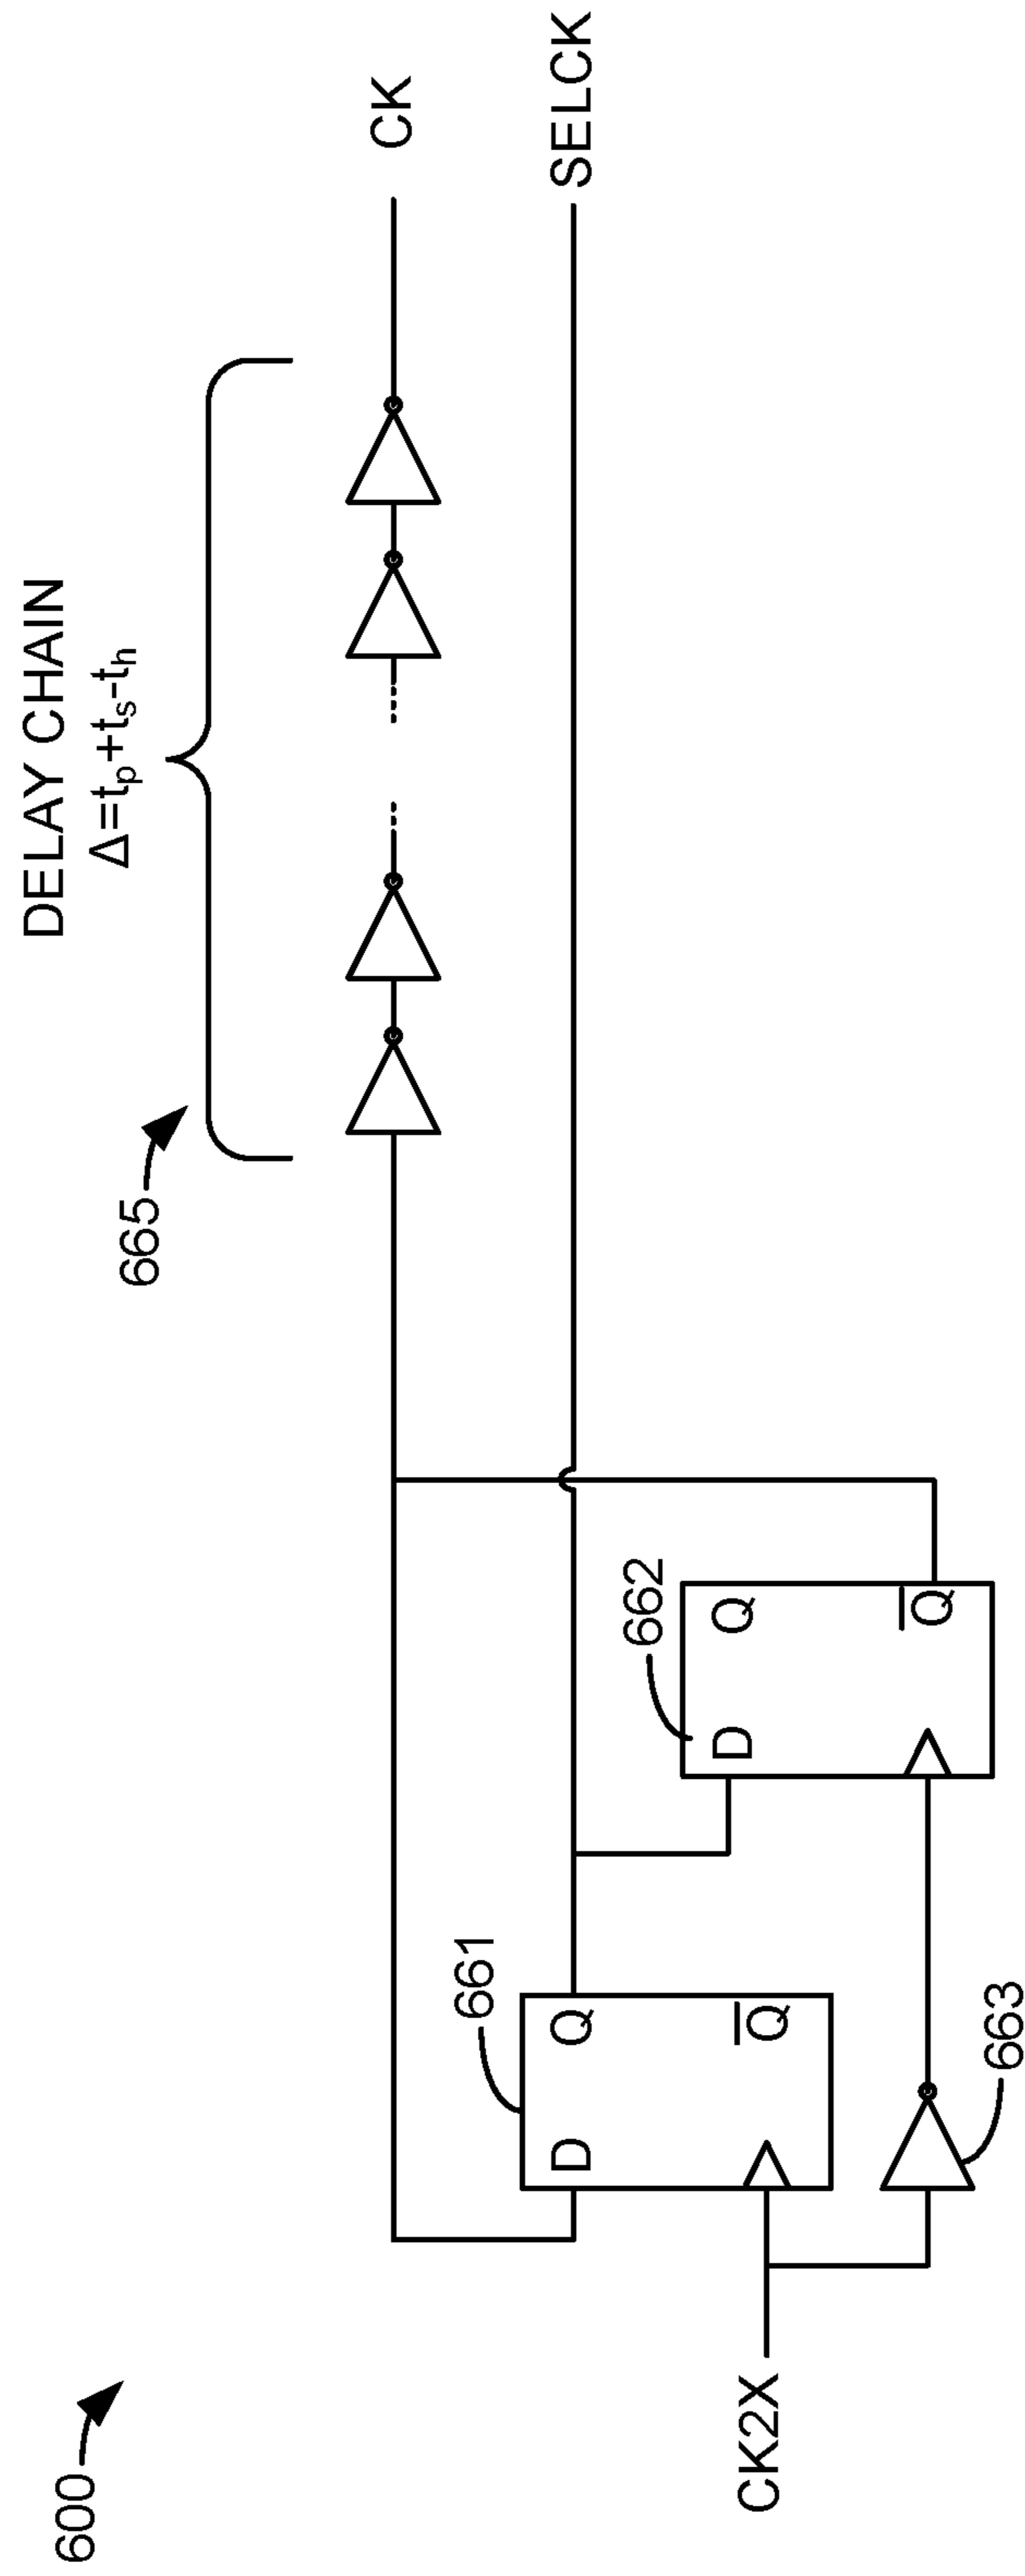 600
DELAY CHAIN
Δ=tp+ts-th
665
CK
SELCK
661
D
Q
Q̅
662
D
Q
Q̅
CK2X
663